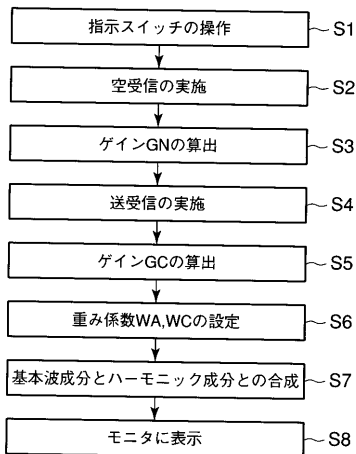 指示スイッチの操作 S1
空受信の実施 S2
ゲインGNの算出 S3
送受信の実施 S4
ゲインGCの算出 S5
重み係数WA,WCの設定 S6
基本波成分とハーモニック成分との合成 S7
モニタに表示 S8